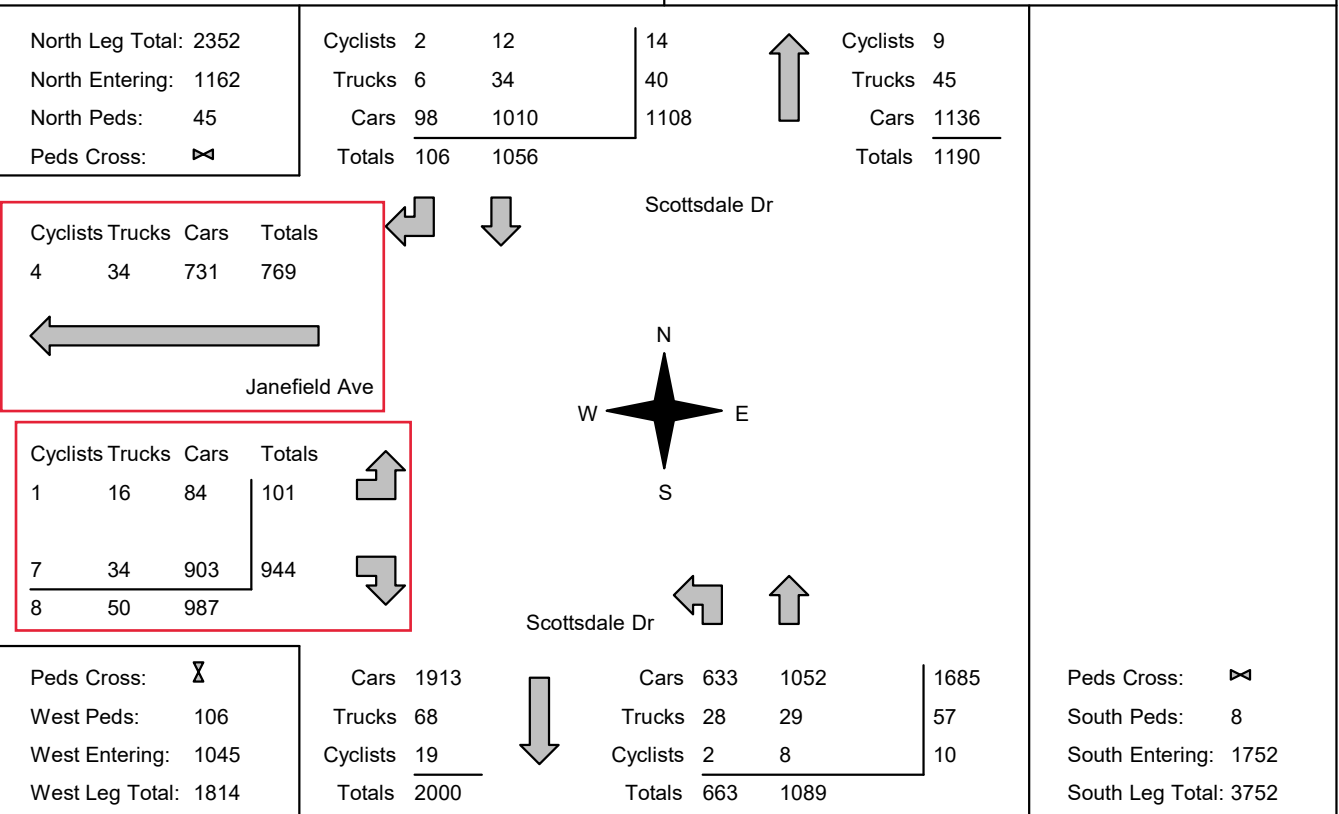 North Leg Total: 2352
North Entering: 1162
North Peds: 45
Peds Cross:
Cyclists 2 12 14
Trucks 6 34 40
Cars 98 1010 1108
Totals 106 1056
Cyclists 9
Trucks 45
Cars 1136
Totals 1190
Scottsdale Dr
Cyclists Trucks Cars Totals
4 34 731 769
Janefield Ave
N
W E
S
Cyclists Trucks Cars Totals
1 16 84 101
7 34 903 944
8 50 987
Scottsdale Dr
Peds Cross:
West Peds: 106
West Entering: 1045
West Leg Total: 1814
Cars 1913
Trucks 68
Cyclists 19
Totals 2000
Cars 633 1052 1685
Trucks 28 29 57
Cyclists 2 8 10
Totals 663 1089
Peds Cross:
South Peds: 8
South Entering: 1752
South Leg Total: 3752